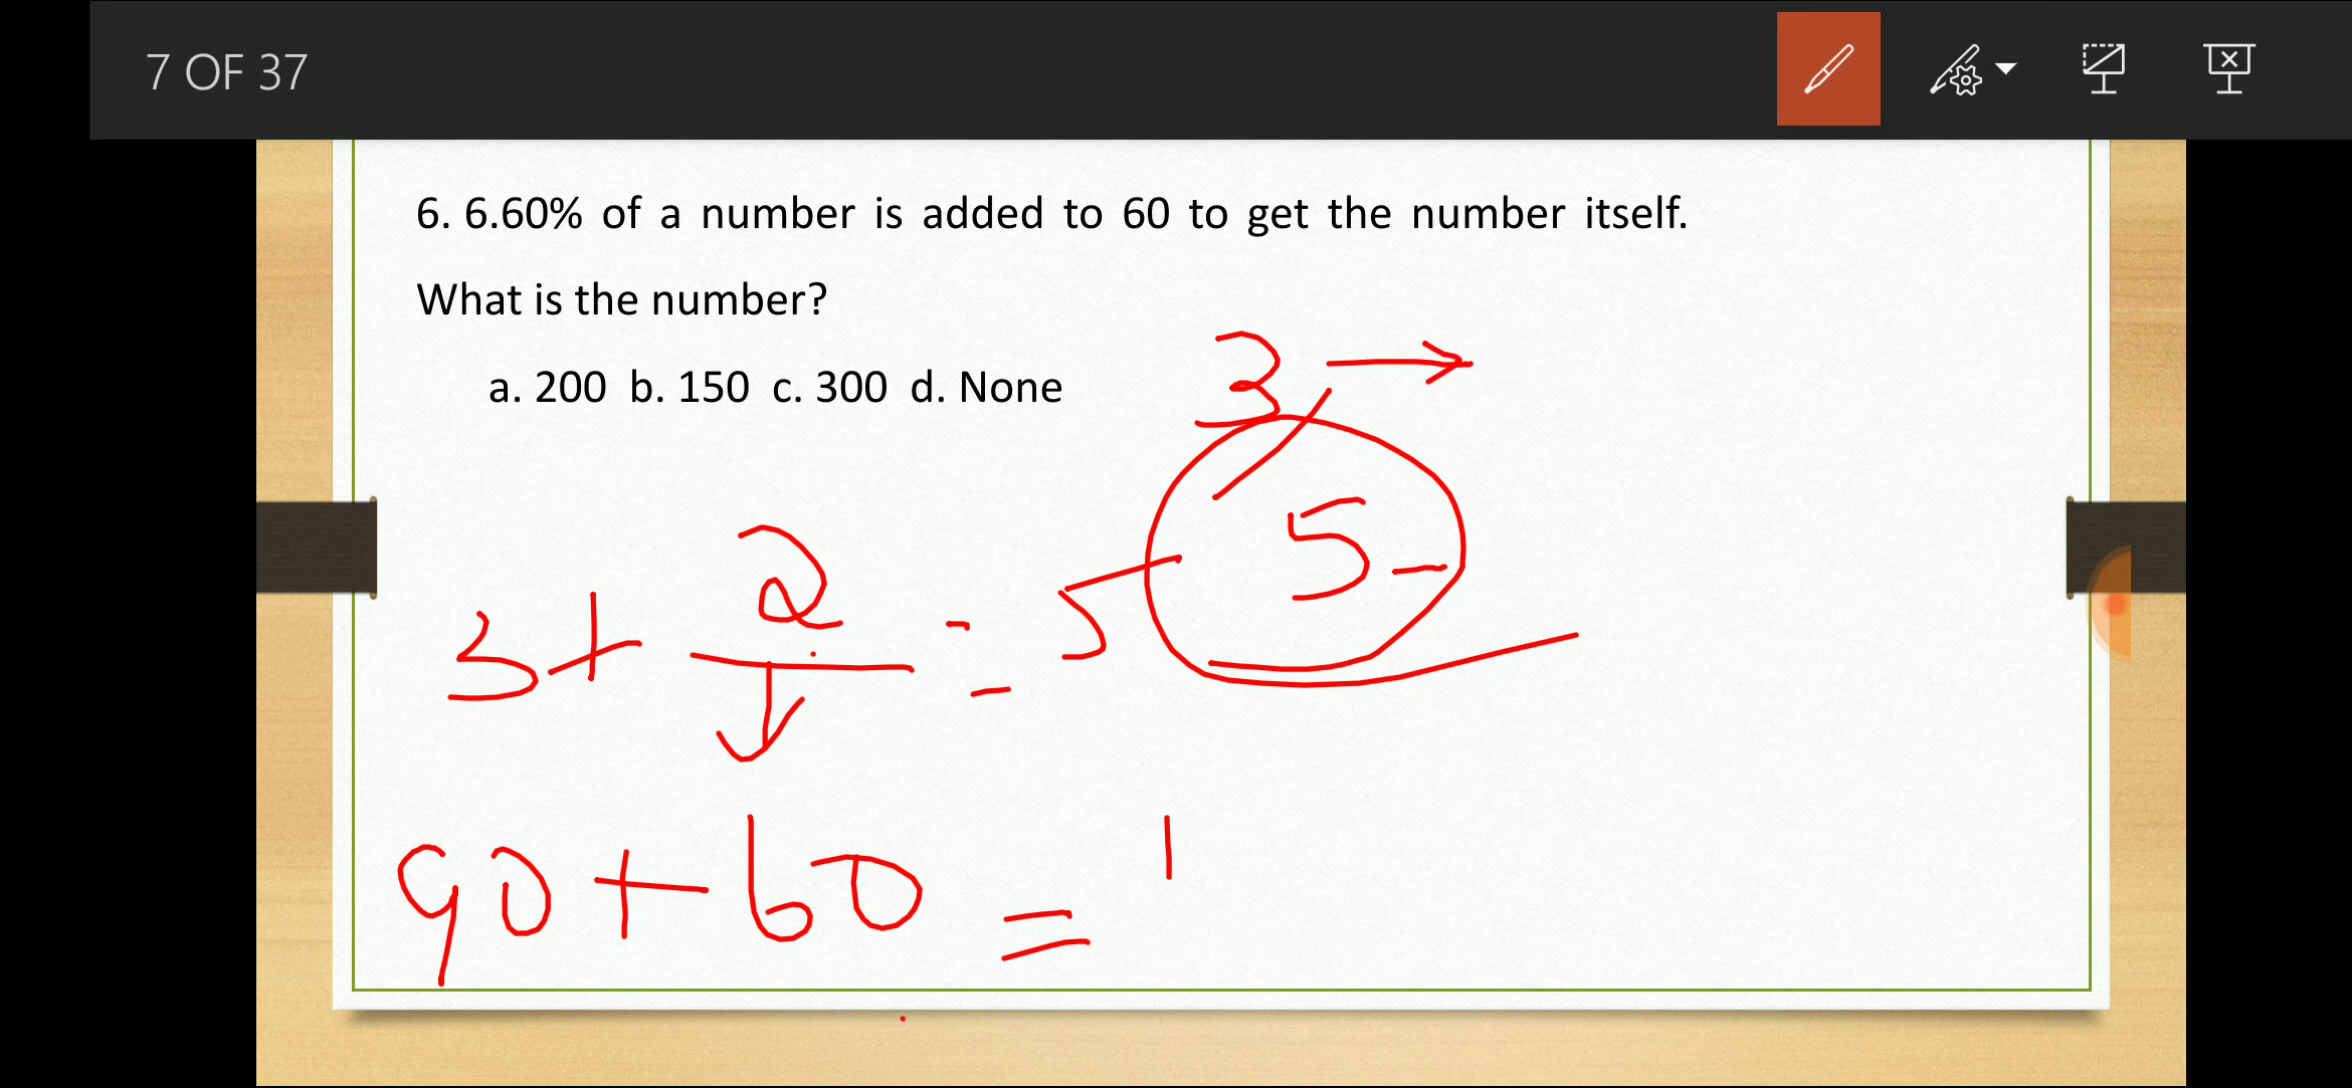 7 OF 37
6. 6.60% of a number is added to 60 to get the number itself.
What is the number?
a. 200 b. 150 c. 300 d. None
3
5
3 + 2 = 5
90 + 60 = 1